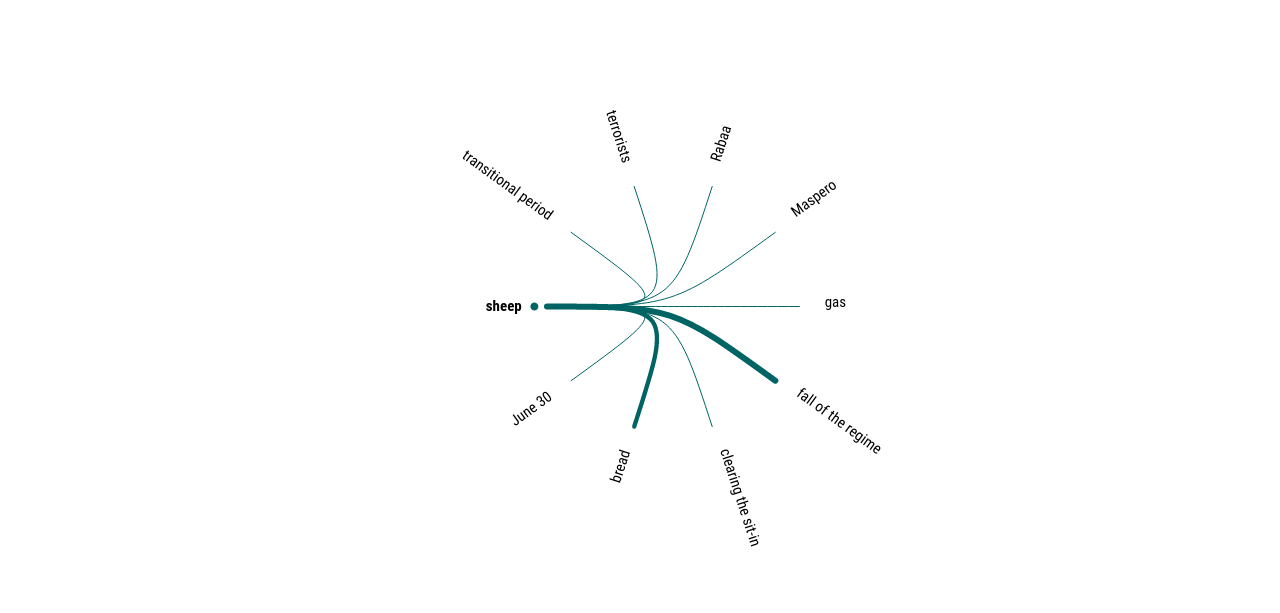 terrorists
Rabaa
transitional period
Maspero
sheep
gas
June 30
fall of the regime
bread
clearing the sit-in